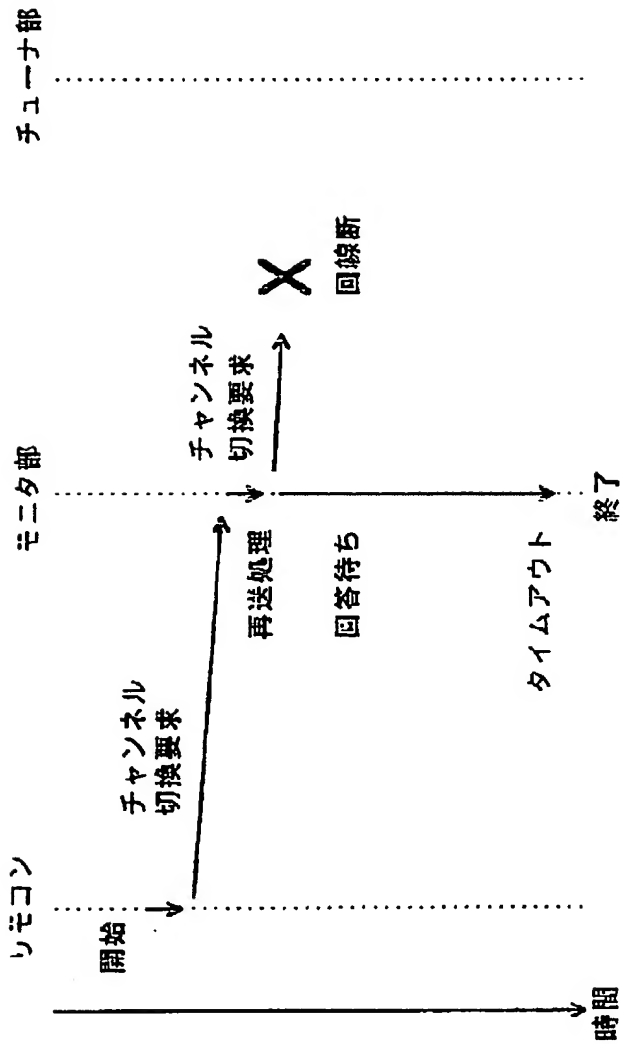 リモコン
モニタ部
チューナ部
開始
チャンネル
切換要求
チャンネル
切換要求
再送処理
回線断
回答待ち
タイムアウト
時間
終了